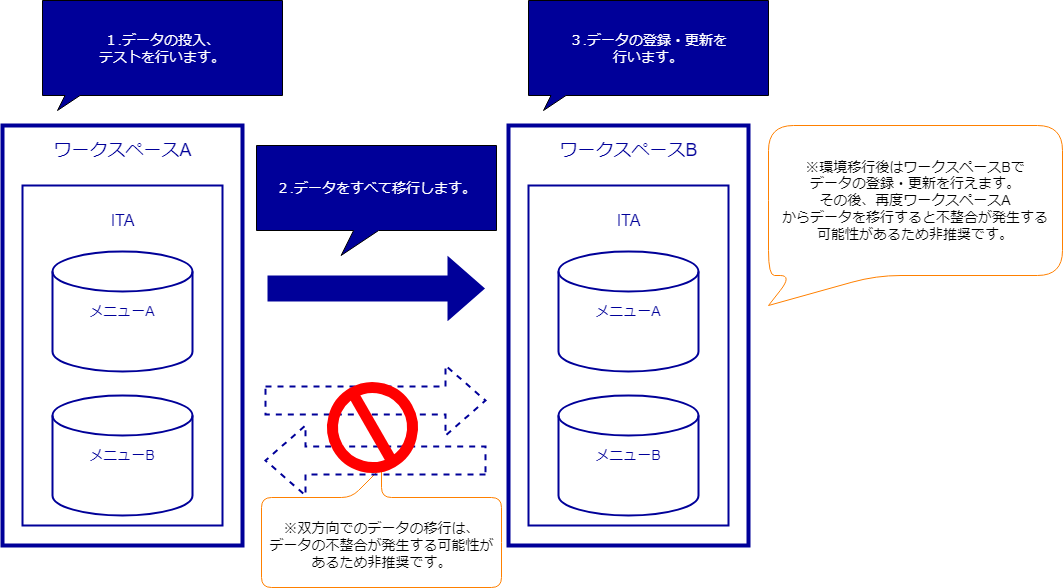 １.データの投入、
テストを行います。
３.データの登録・更新を
行います。
ワークスペースA
ITA
メニューA
メニューB
２.データをすべて移行します。
ワークスペースB
ITA
メニューA
メニューB
※環境移行後はワークスペースBで
データの登録・更新を行えます。
その後、再度ワークスペースA
からデータを移行すると不整合が発生する
可能性があるため非推奨です。
※双方向でのデータの移行は、
データの不整合が発生する可能性が
あるため非推奨です。